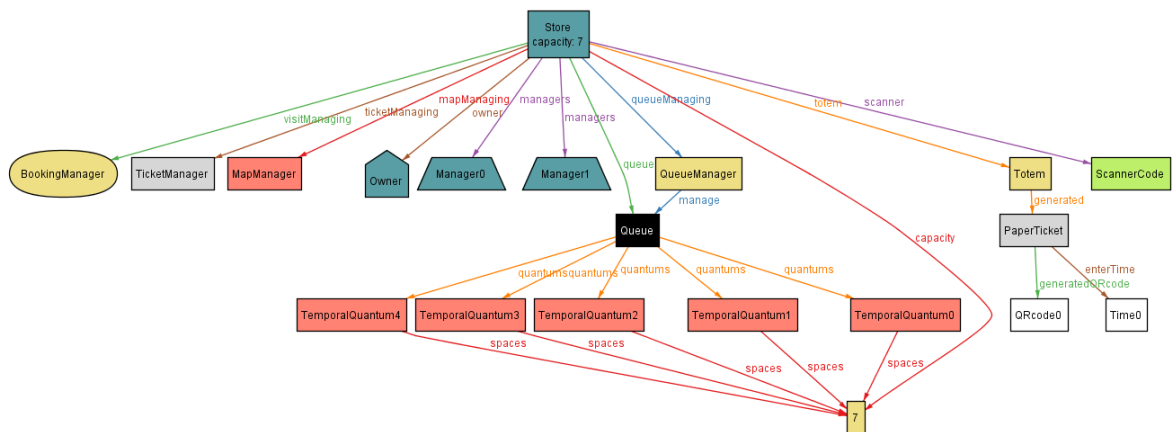 Store
capacity: 7
visitManaging
ticketManaging
mapManaging
owner
managers
managers
queue
queueManaging
totem
scanner
BookingManager
TicketManager
MapManager
Owner
Manager0
Manager1
QueueManager
Totem
ScannerCode
manage
generated
Queue
PaperTicket
capacity
quantums
quantums
quantums
quantums
quantums
enterTime
generatedQRcode
TemporalQuantum4
TemporalQuantum3
TemporalQuantum2
TemporalQuantum1
TemporalQuantum0
QRcode0
Time0
spaces
spaces
spaces
spaces
spaces
7